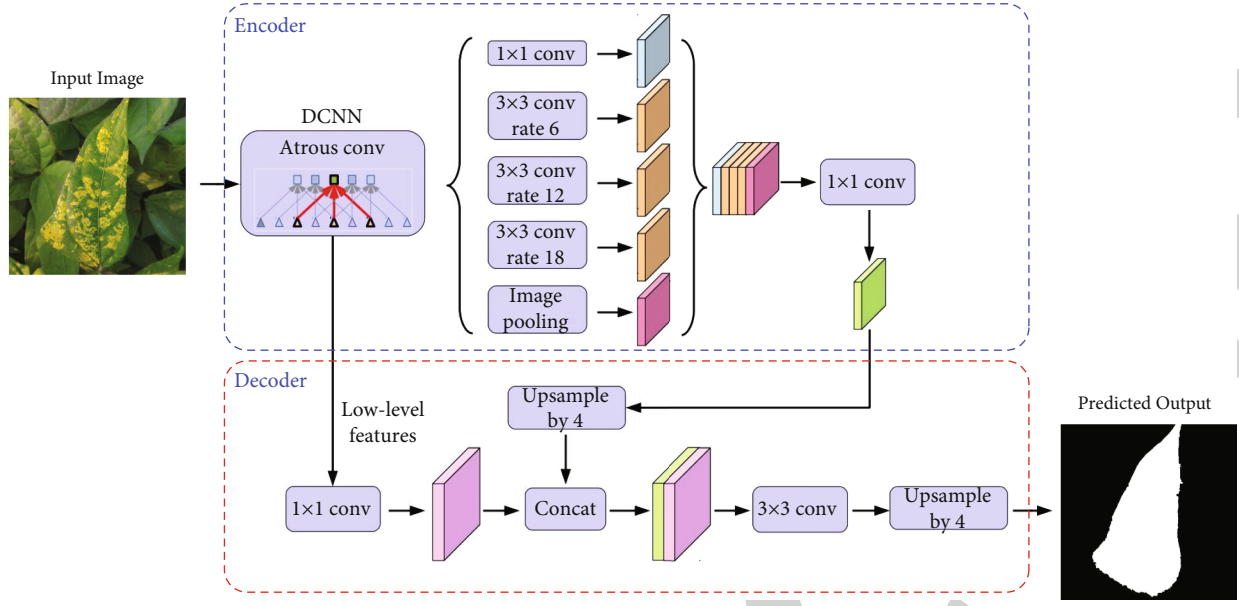 Encoder
Input Image
DCNN
Atrous conv
1×1 conv
3×3 conv
rate 6
3×3 conv
rate 12
3×3 conv
rate 18
Image
pooling
1×1 conv
Decoder
Low-level
features
Upsample
by 4
1×1 conv
Concat
3×3 conv
Upsample
by 4
Predicted Output